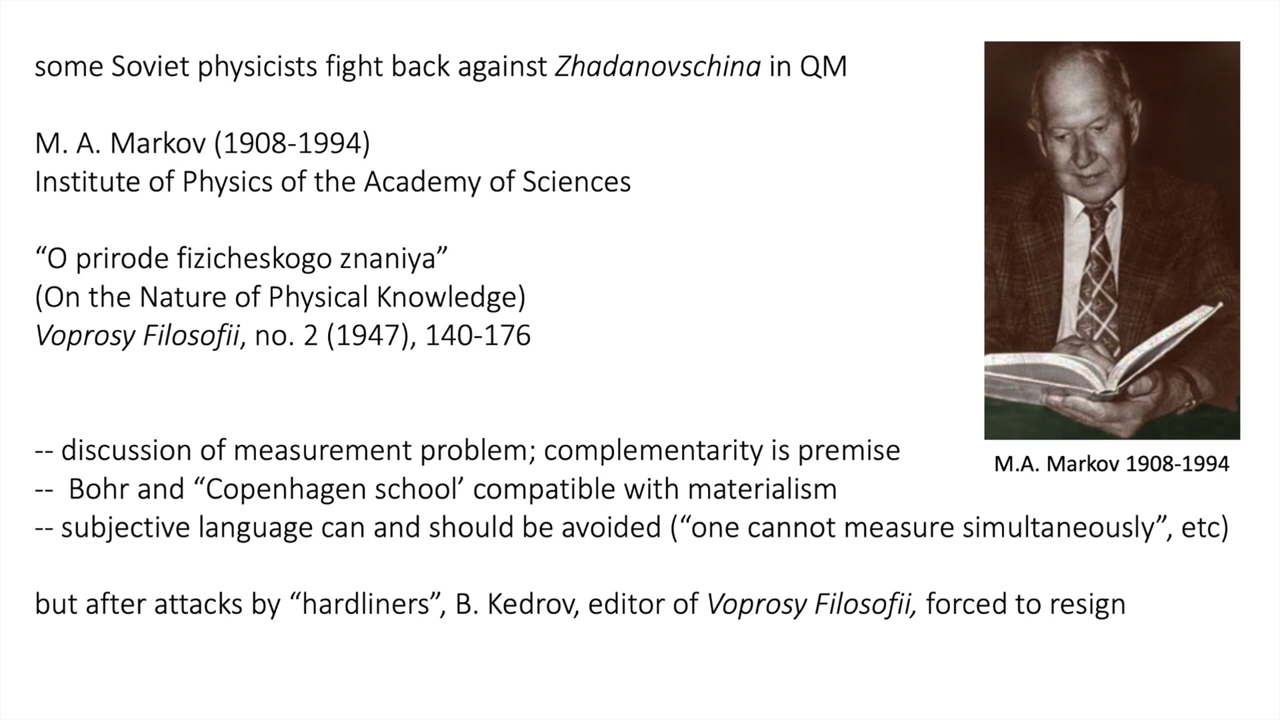 some Soviet physicists fight back against Zhadanovschina in QM
M. A. Markov (1908-1994)
Institute of Physics of the Academy of Sciences
“O prirode fizicheskogo znaniya”
(On the Nature of Physical Knowledge)
Voprosy Filosofii, no. 2 (1947), 140-176
-- discussion of measurement problem; complementarity is premise
-- Bohr and “Copenhagen school’ compatible with materialism
-- subjective language can and should be avoided (“one cannot measure simultaneously”, etc)
but after attacks by “hardliners”, B. Kedrov, editor of Voprosy Filosofii, forced to resign
M.A. Markov 1908-1994